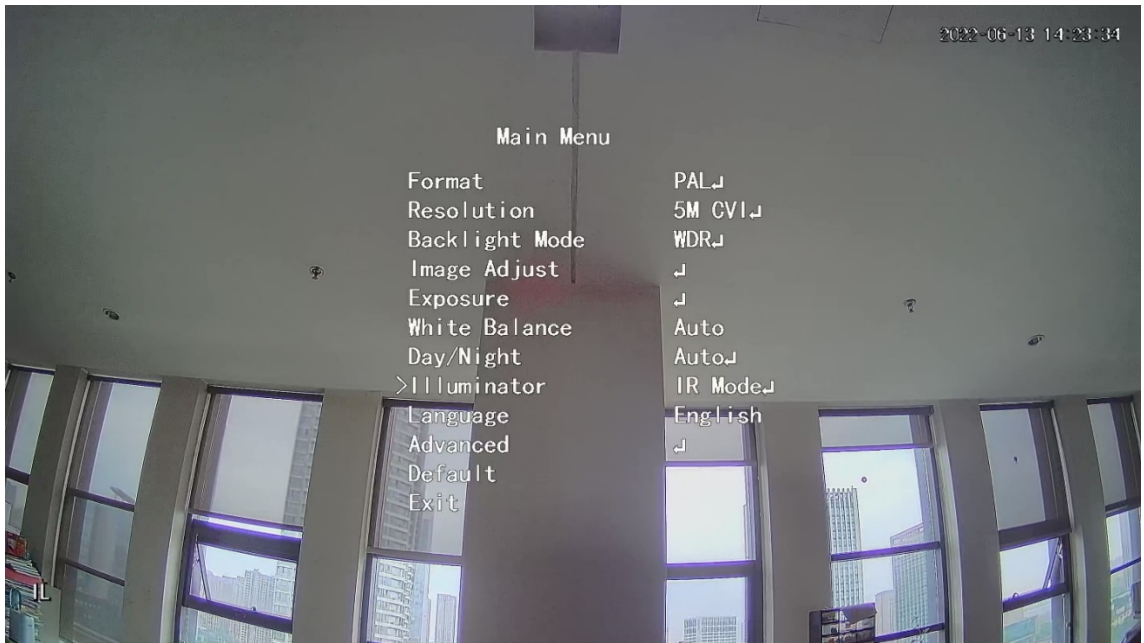 2022-06-13 14:23:34
Main Menu
Format PAL↵
Resolution 5M CVI↵
Backlight Mode WDR↵
Image Adjust ↵
Exposure ↵
White Balance Auto
Day/Night Auto↵
>Illuminator IR Mode↵
Language English
Advanced ↵
Default
Exit
IL